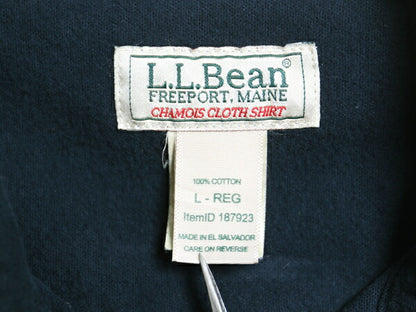 L.L.Bean®
FREEPORT, MAINE
CHAMOIS CLOTH SHIRT
100% COTTON
L - REG
ItemID 187923
MADE IN EL SALVADOR
CARE ON REVERSE